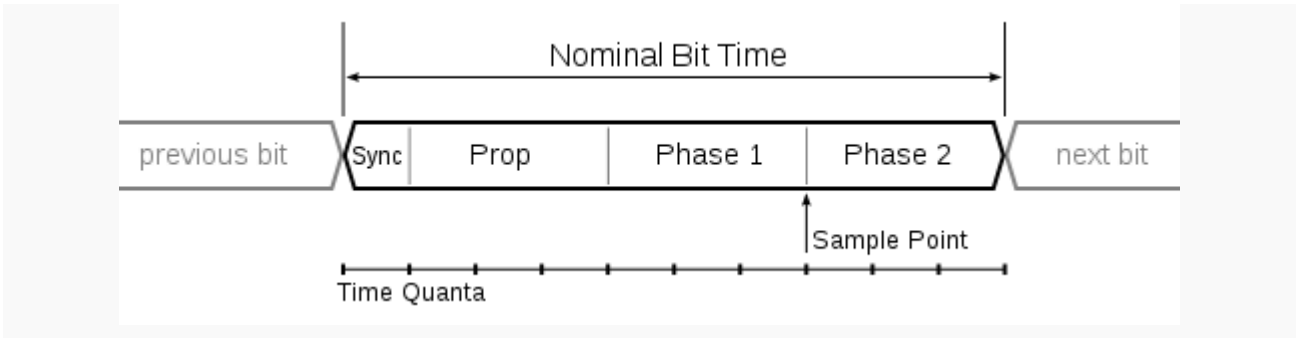 Nominal Bit Time
previous bit
Sync
Prop
Phase 1
Phase 2
next bit
Sample Point
Time Quanta